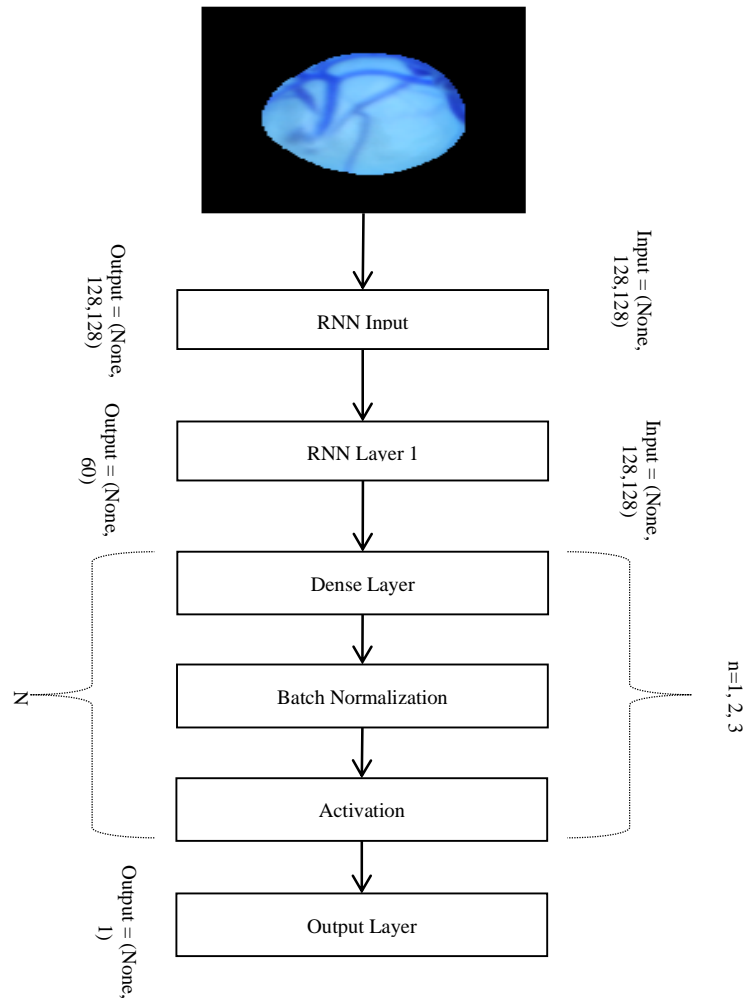 Output = (None,
128,128)
Input = (None,
128,128)
RNN Input
Output = (None,
60)
Input = (None,
128,128)
RNN Layer 1
Dense Layer
Batch Normalization
N
n=1, 2, 3
Activation
Output = (None,
1)
Output Layer